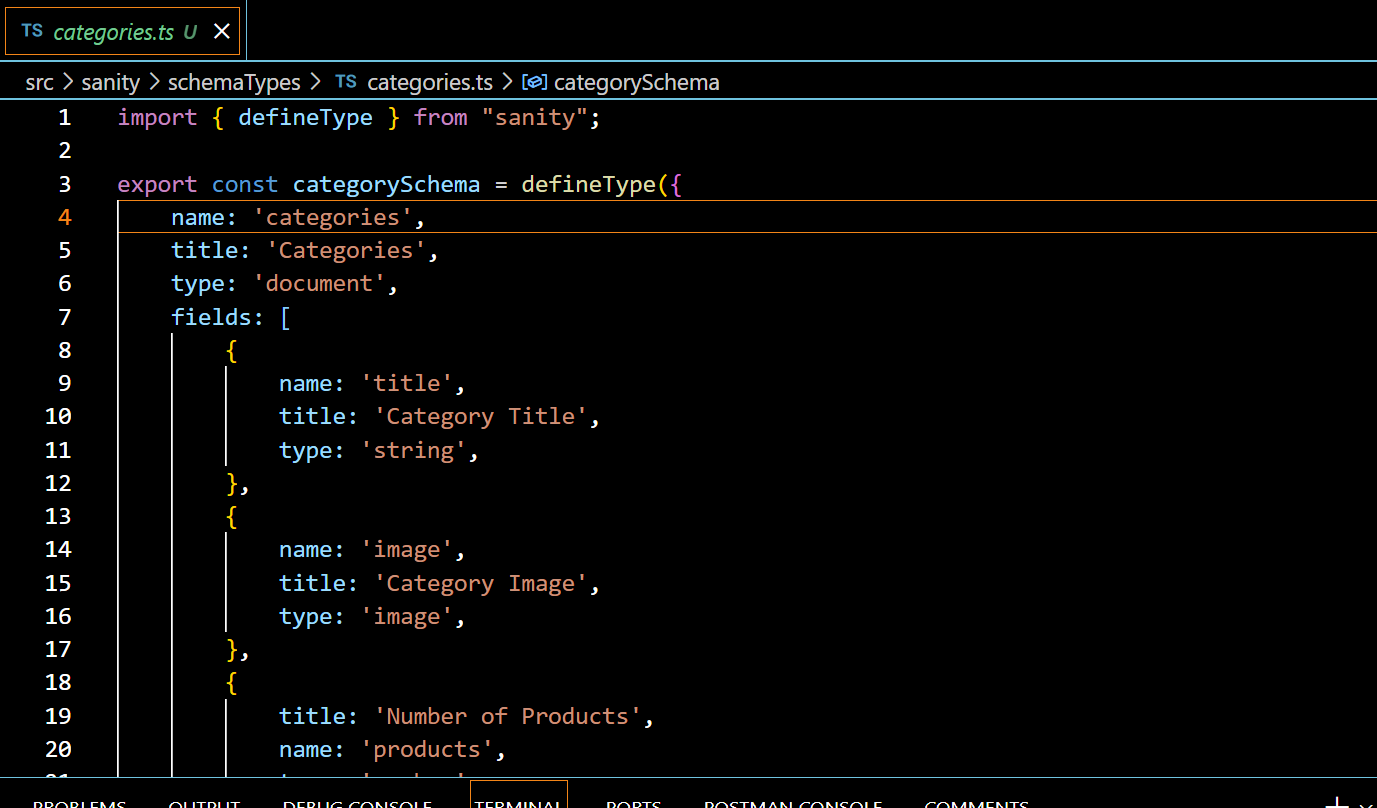 TS categories.ts U
src > sanity > schemaTypes > TS categories.ts > categorySchema
1 import { defineType } from "sanity";
2
3 export const categorySchema = defineType({
4 name: 'categories',
5 title: 'Categories',
6 type: 'document',
7 fields: [
8 {
9 name: 'title',
10 title: 'Category Title',
11 type: 'string',
12 },
13 {
14 name: 'image',
15 title: 'Category Image',
16 type: 'image',
17 },
18 {
19 title: 'Number of Products',
20 name: 'products',
PROBLEMS OUTPUT DEBUG CONSOLE TERMINAL PORTS POSTMAN CONSOLE COMMENTS